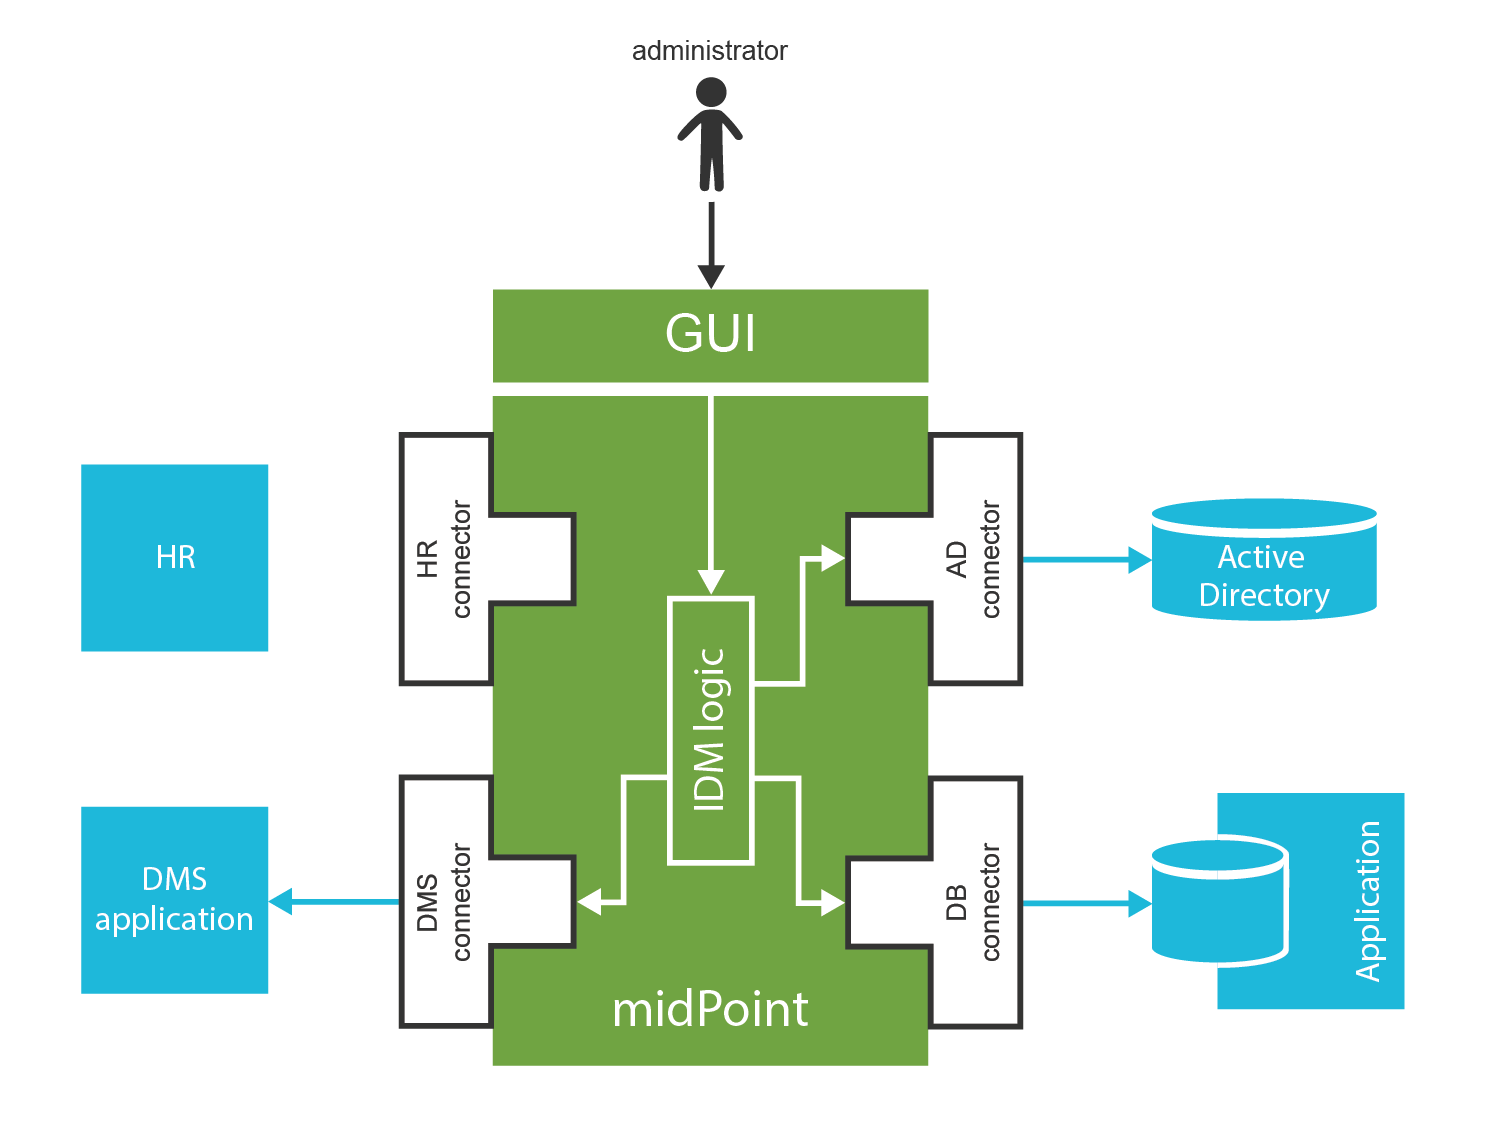 administrator
GUI
HR
HR
connector
AD
connector
Active
Directory
IDM logic
DMS
application
DMS
connector
DB
connector
Application
midPoint